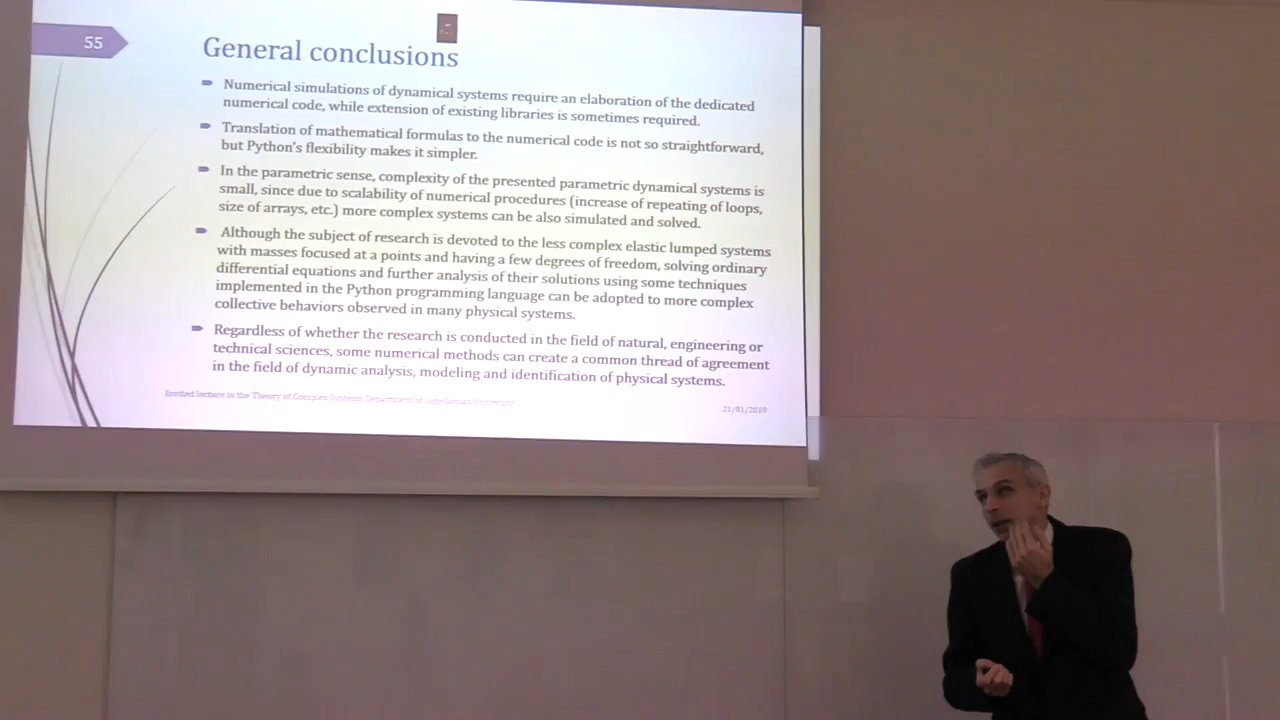 55
General conclusions
Numerical simulations of dynamical systems require an elaboration of the dedicated
numerical code, while extension of existing libraries is sometimes required.
Translation of mathematical formulas to the numerical code is not so straightforward,
but Python's flexibility makes it simpler.
In the parametric sense, complexity of the presented parametric dynamical systems is
small, since due to scalability of numerical procedures (increase of repeating of loops,
size of arrays, etc.) more complex systems can be also simulated and solved.
Although the subject of research is devoted to the less complex elastic lumped systems
with masses focused at a points and having a few degrees of freedom, solving ordinary
differential equations and further analysis of their solutions using some techniques
implemented in the Python programming language can be adopted to more complex
collective behaviors observed in many physical systems.
Regardless of whether the research is conducted in the field of natural, engineering or
technical sciences, some numerical methods can create a common thread of agreement
in the field of dynamic analysis, modeling and identification of physical systems.
Invited lecture in the Theory of Complex Systems Department of Jagiellonian University
21/01/2019